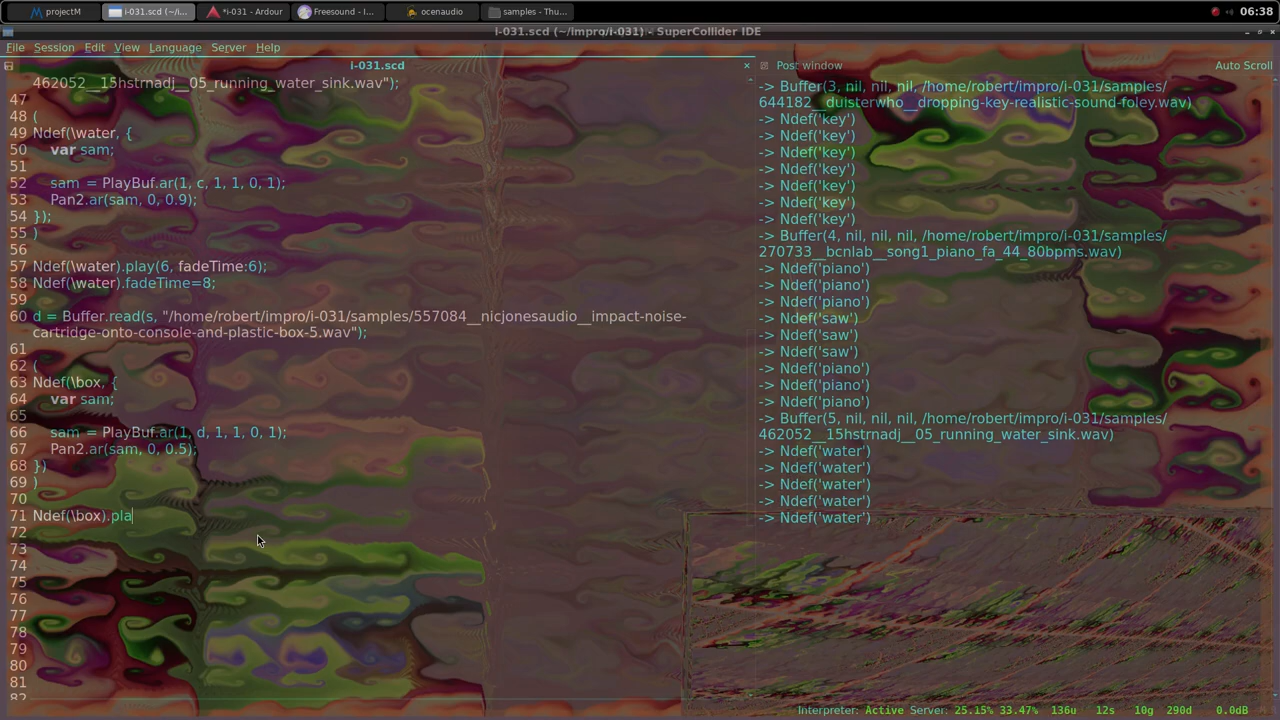 projectM
i-031.scd (~/i...
*i-031 - Ardour
Freesound - I...
ocenaudio
samples - Thu...
06:38
i-031.scd (~/impro/i-031) - SuperCollider IDE
File Session Edit View Language Server Help
i-031.scd
462052__15hstrnadj__05_running_water_sink.wav");
47
48 (
49 Ndef(\water, {
50 var sam;
51
52 sam = PlayBuf.ar(1, c, 1, 1, 0, 1);
53 Pan2.ar(sam, 0, 0.9);
54 });
55 )
56
57 Ndef(\water).play(6, fadeTime:6);
58 Ndef(\water).fadeTime=8;
59
60 d = Buffer.read(s, "/home/robert/impro/i-031/samples/557084__nicjonesaudio__impact-noise-
cartridge-onto-console-and-plastic-box-5.wav");
61
62 (
63 Ndef(\box, {
64 var sam;
65
66 sam = PlayBuf.ar(1, d, 1, 1, 0, 1);
67 Pan2.ar(sam, 0, 0.5);
68 })
69 )
70
71 Ndef(\box).pla
72
73
74
75
76
77
78
79
80
81
82
Post window
Auto Scroll
-> Buffer(3, nil, nil, nil, /home/robert/impro/i-031/samples/
644182__duisterwho__dropping-key-realistic-sound-foley.wav)
-> Ndef('key')
-> Ndef('key')
-> Ndef('key')
-> Ndef('key')
-> Ndef('key')
-> Ndef('key')
-> Ndef('key')
-> Buffer(4, nil, nil, nil, /home/robert/impro/i-031/samples/
270733__bcnlab__song1_piano_fa_44_80bpms.wav)
-> Ndef('piano')
-> Ndef('piano')
-> Ndef('piano')
-> Ndef('saw')
-> Ndef('saw')
-> Ndef('saw')
-> Ndef('piano')
-> Ndef('piano')
-> Ndef('piano')
-> Buffer(5, nil, nil, nil, /home/robert/impro/i-031/samples/
462052__15hstrnadj__05_running_water_sink.wav)
-> Ndef('water')
-> Ndef('water')
-> Ndef('water')
-> Ndef('water')
-> Ndef('water')
Interpreter: Active Server: 25.15% 33.47% 136u 12s 10g 290d 0.0dB